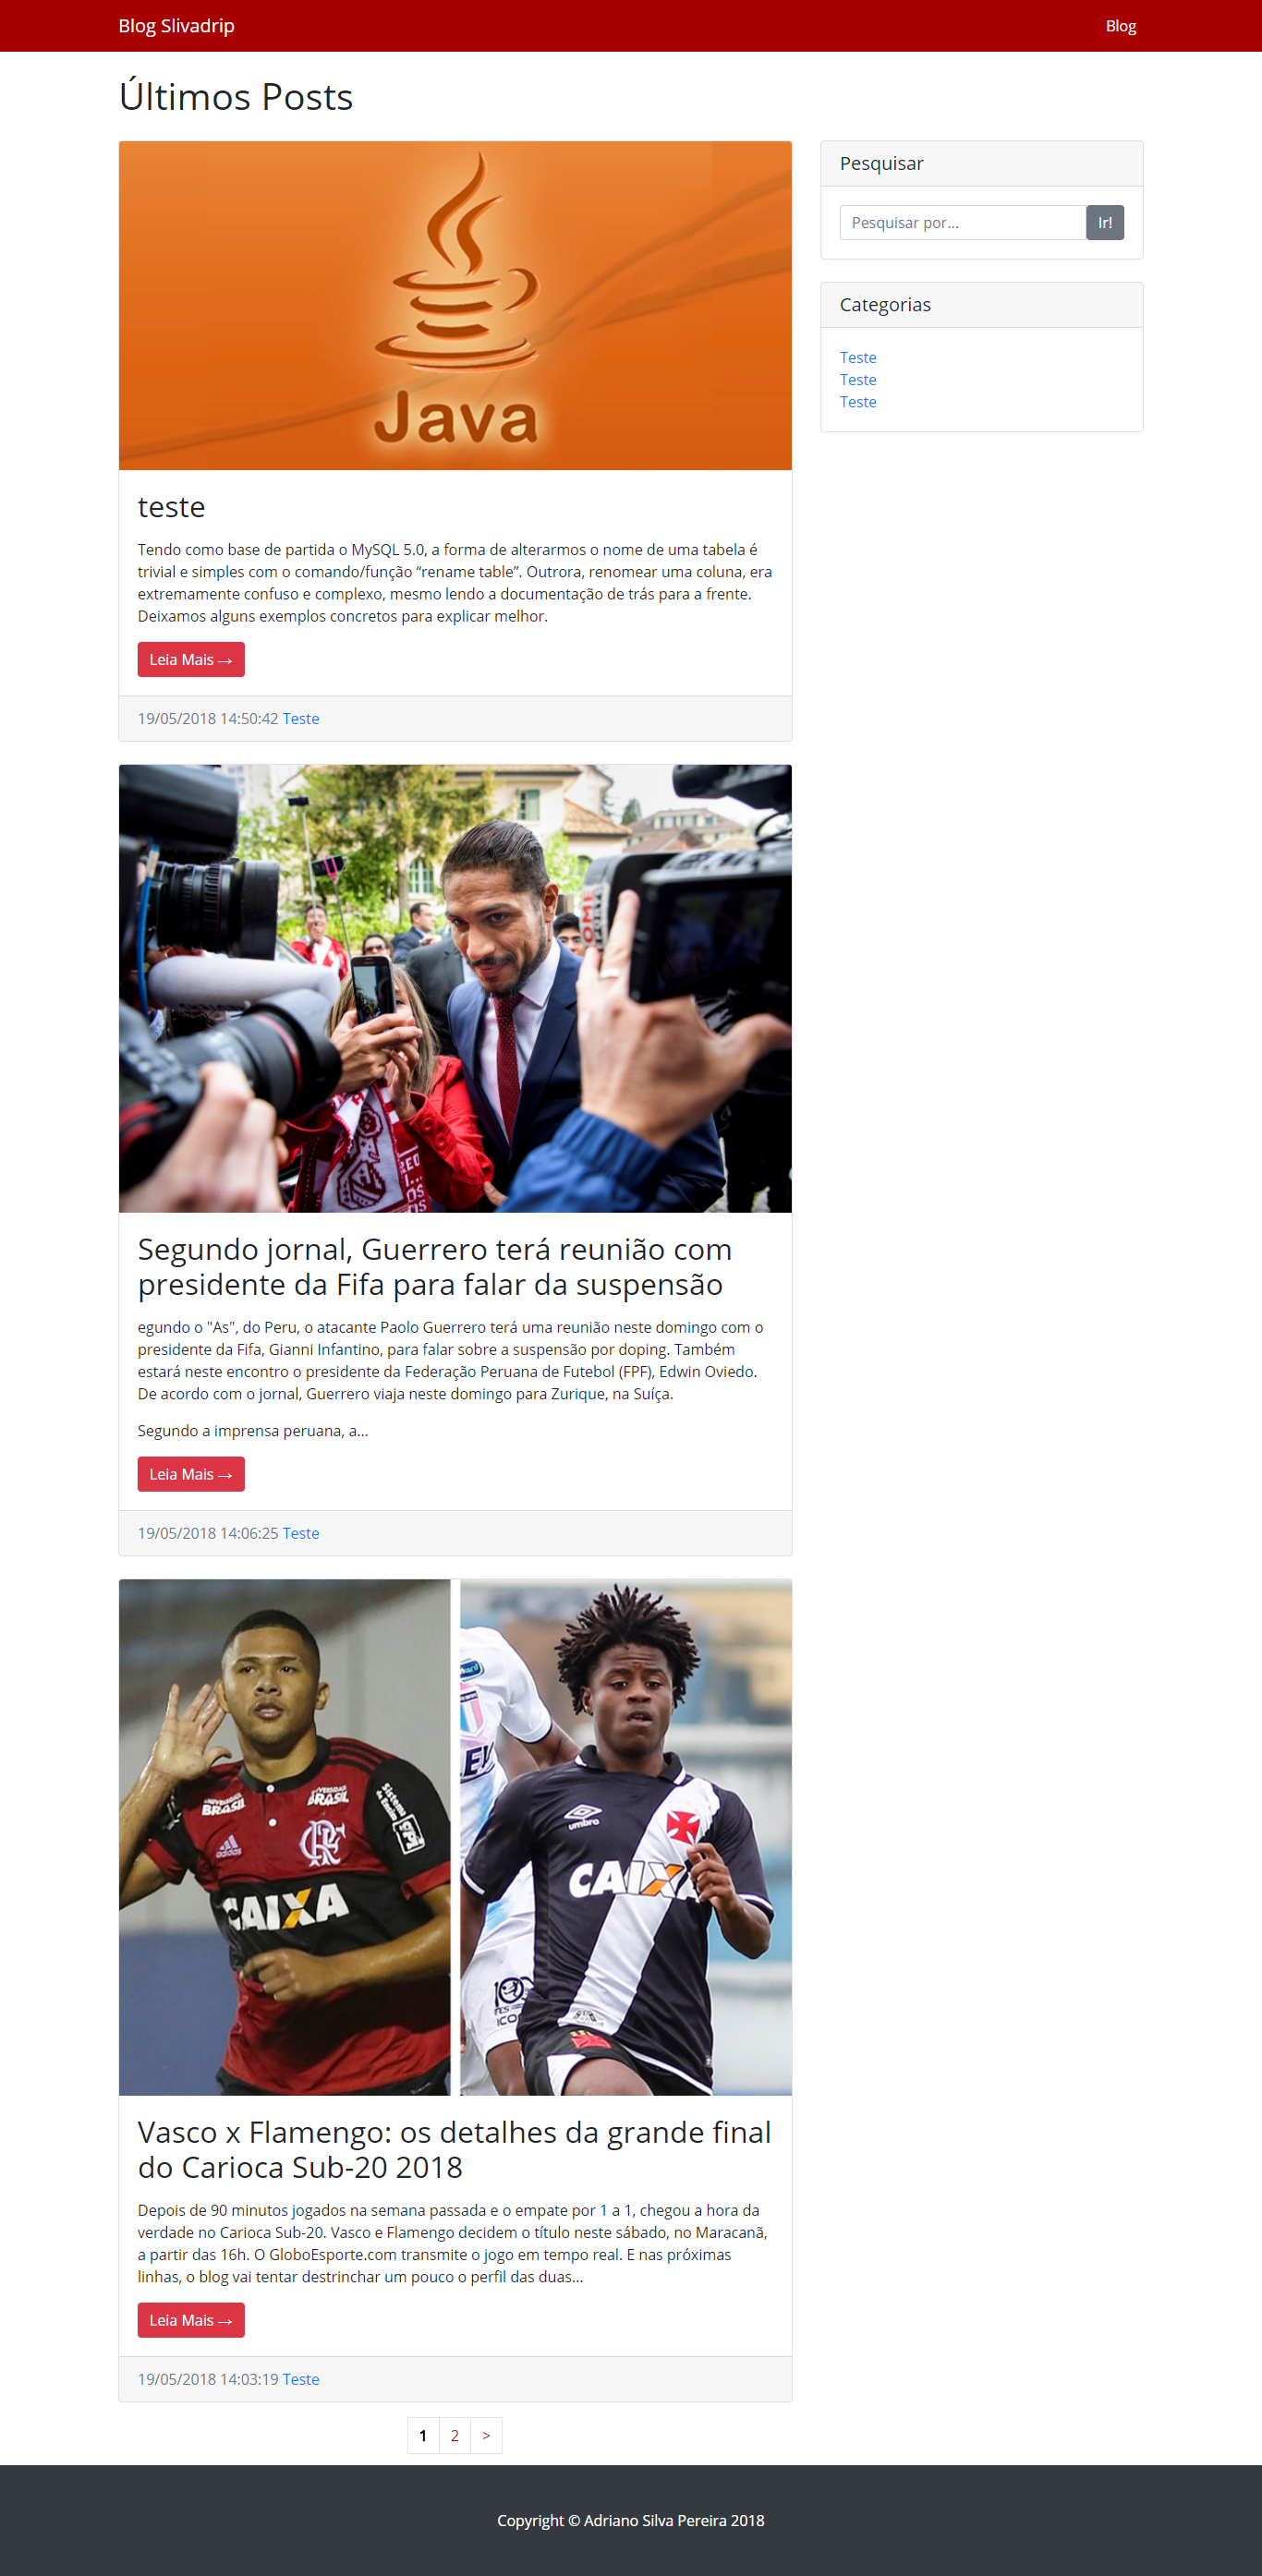 Blog Slivadrip
Blog
Últimos Posts
Java
teste
Tendo como base de partida o MySQL 5.0, a forma de alterarmos o nome de uma tabela é
trivial e simples com o comando/função “rename table”. Outrora, renomear uma coluna, era
extremamente confuso e complexo, mesmo lendo a documentação de trás para a frente.
Deixamos alguns exemplos concretos para explicar melhor.
Leia Mais →
19/05/2018 14:50:42 Teste
Segundo jornal, Guerrero terá reunião com
presidente da Fifa para falar da suspensão
egundo o "As", do Peru, o atacante Paolo Guerrero terá uma reunião neste domingo com o
presidente da Fifa, Gianni Infantino, para falar sobre a suspensão por doping. Também
estará neste encontro o presidente da Federação Peruana de Futebol (FPF), Edwin Oviedo.
De acordo com o jornal, Guerrero viaja neste domingo para Zurique, na Suíça.
Segundo a imprensa peruana, a...
Leia Mais →
19/05/2018 14:06:25 Teste
BRASIL
BRASIL
adidas
CAIXA
umbro
CAIXA
Vasco x Flamengo: os detalhes da grande final
do Carioca Sub-20 2018
Depois de 90 minutos jogados na semana passada e o empate por 1 a 1, chegou a hora da
verdade no Carioca Sub-20. Vasco e Flamengo decidem o título neste sábado, no Maracanã,
a partir das 16h. O GloboEsporte.com transmite o jogo em tempo real. E nas próximas
linhas, o blog vai tentar destrinchar um pouco o perfil das duas...
Leia Mais →
19/05/2018 14:03:19 Teste
1 2 >
Pesquisar
Pesquisar por...
Ir!
Categorias
Teste
Teste
Teste
Copyright © Adriano Silva Pereira 2018